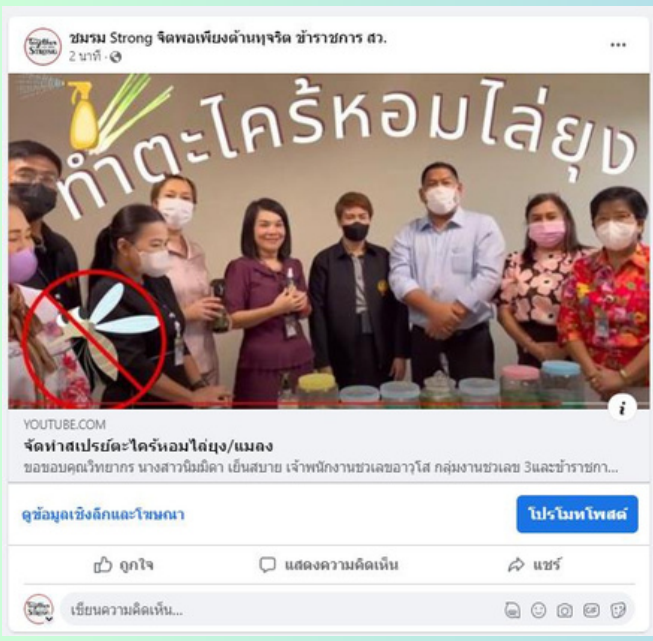 ชมรม Strong จิตพอเพียงต้านทุจริต ข้าราชการ สว.
2 นาที ·
ทำตะไคร้หอมไล่ยุง
YOUTUBE.COM
จัดทำสเปรย์ตะไคร้หอมไล่ยุง/แมลง
ขอขอบคุณวิทยากร นางสาวนิมมิดา เย็นสบาย เจ้าพนักงานชวเลขอาวุโส กลุ่มงานชวเลข 3และข้าราชกา...
ดูข้อมูลเชิงลึกและโฆษณา
โปรโมทโพสต์
ถูกใจ
แสดงความคิดเห็น
แชร์
เขียนความคิดเห็น...
GIF